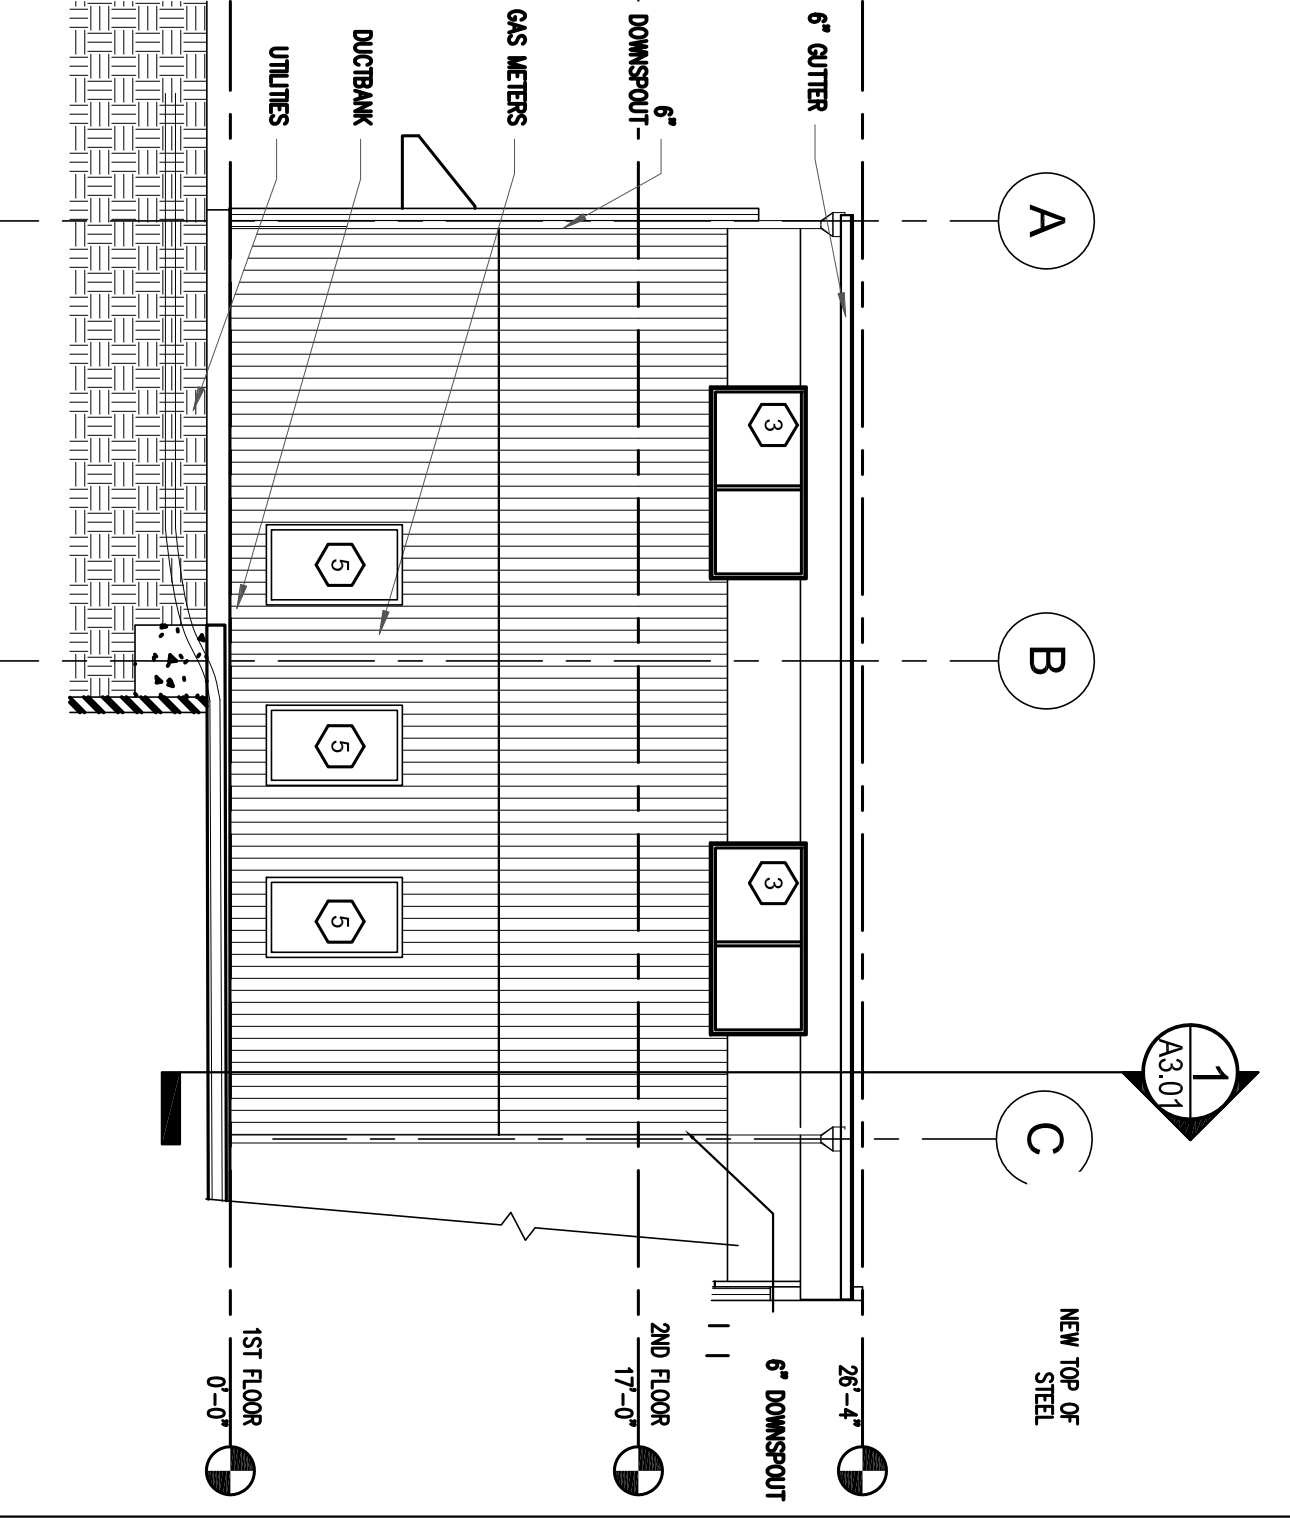 A
B
C
1
A3.01
6" GUTTER
6"
DOWNSPOUT
GAS METERS
DUCTBANK
UTILITIES
3
3
5
5
5
NEW TOP OF
STEEL
26'-4"
6" DOWNSPOUT
2ND FLOOR
17'-0"
1ST FLOOR
0'-0"